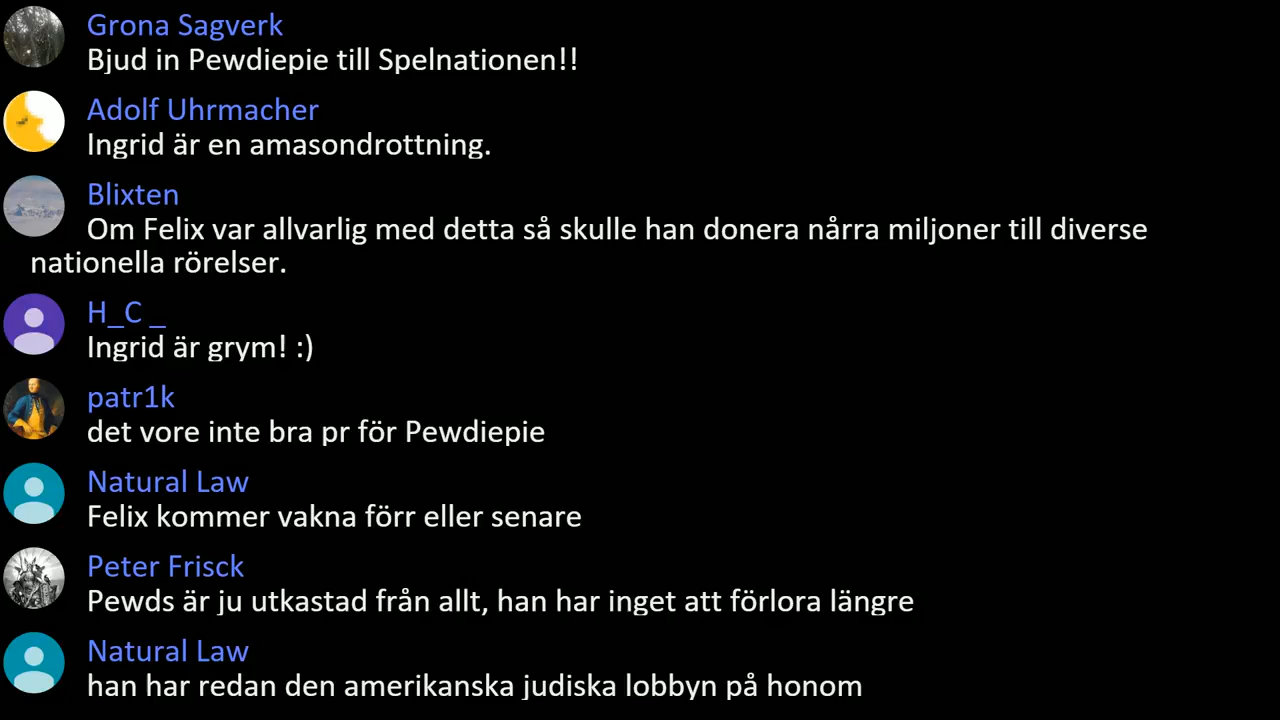 Grona Sagverk
Bjud in Pewdiepie till Spelnationen!!
Adolf Uhrmacher
Ingrid är en amasondrottning.
Blixten
Om Felix var allvarlig med detta så skulle han donera nårra miljoner till diverse
nationella rörelser.
H_C _
Ingrid är grym! :)
patr1k
det vore inte bra pr för Pewdiepie
Natural Law
Felix kommer vakna förr eller senare
Peter Frisck
Pewds är ju utkastad från allt, han har inget att förlora längre
Natural Law
han har redan den amerikanska judiska lobbyn på honom